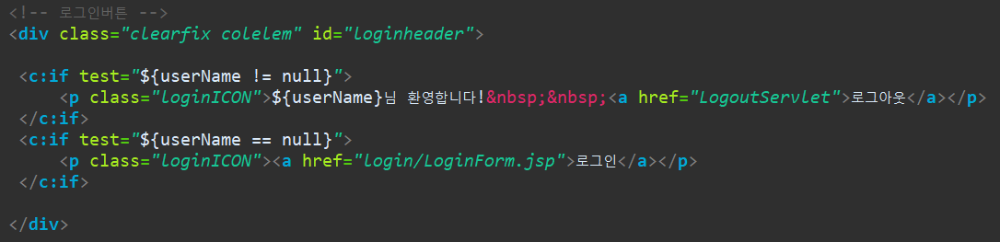 <!-- 로그인버튼 -->
<div class="clearfix colelem" id="loginheader">
<c:if test="${userName != null}">
<p class="loginICON">${userName}님 환영합니다!&nbsp;&nbsp;<a href="LogoutServlet">로그아웃</a></p>
</c:if>
<c:if test="${userName == null}">
<p class="loginICON"><a href="login/LoginForm.jsp">로그인</a></p>
</c:if>
</div>